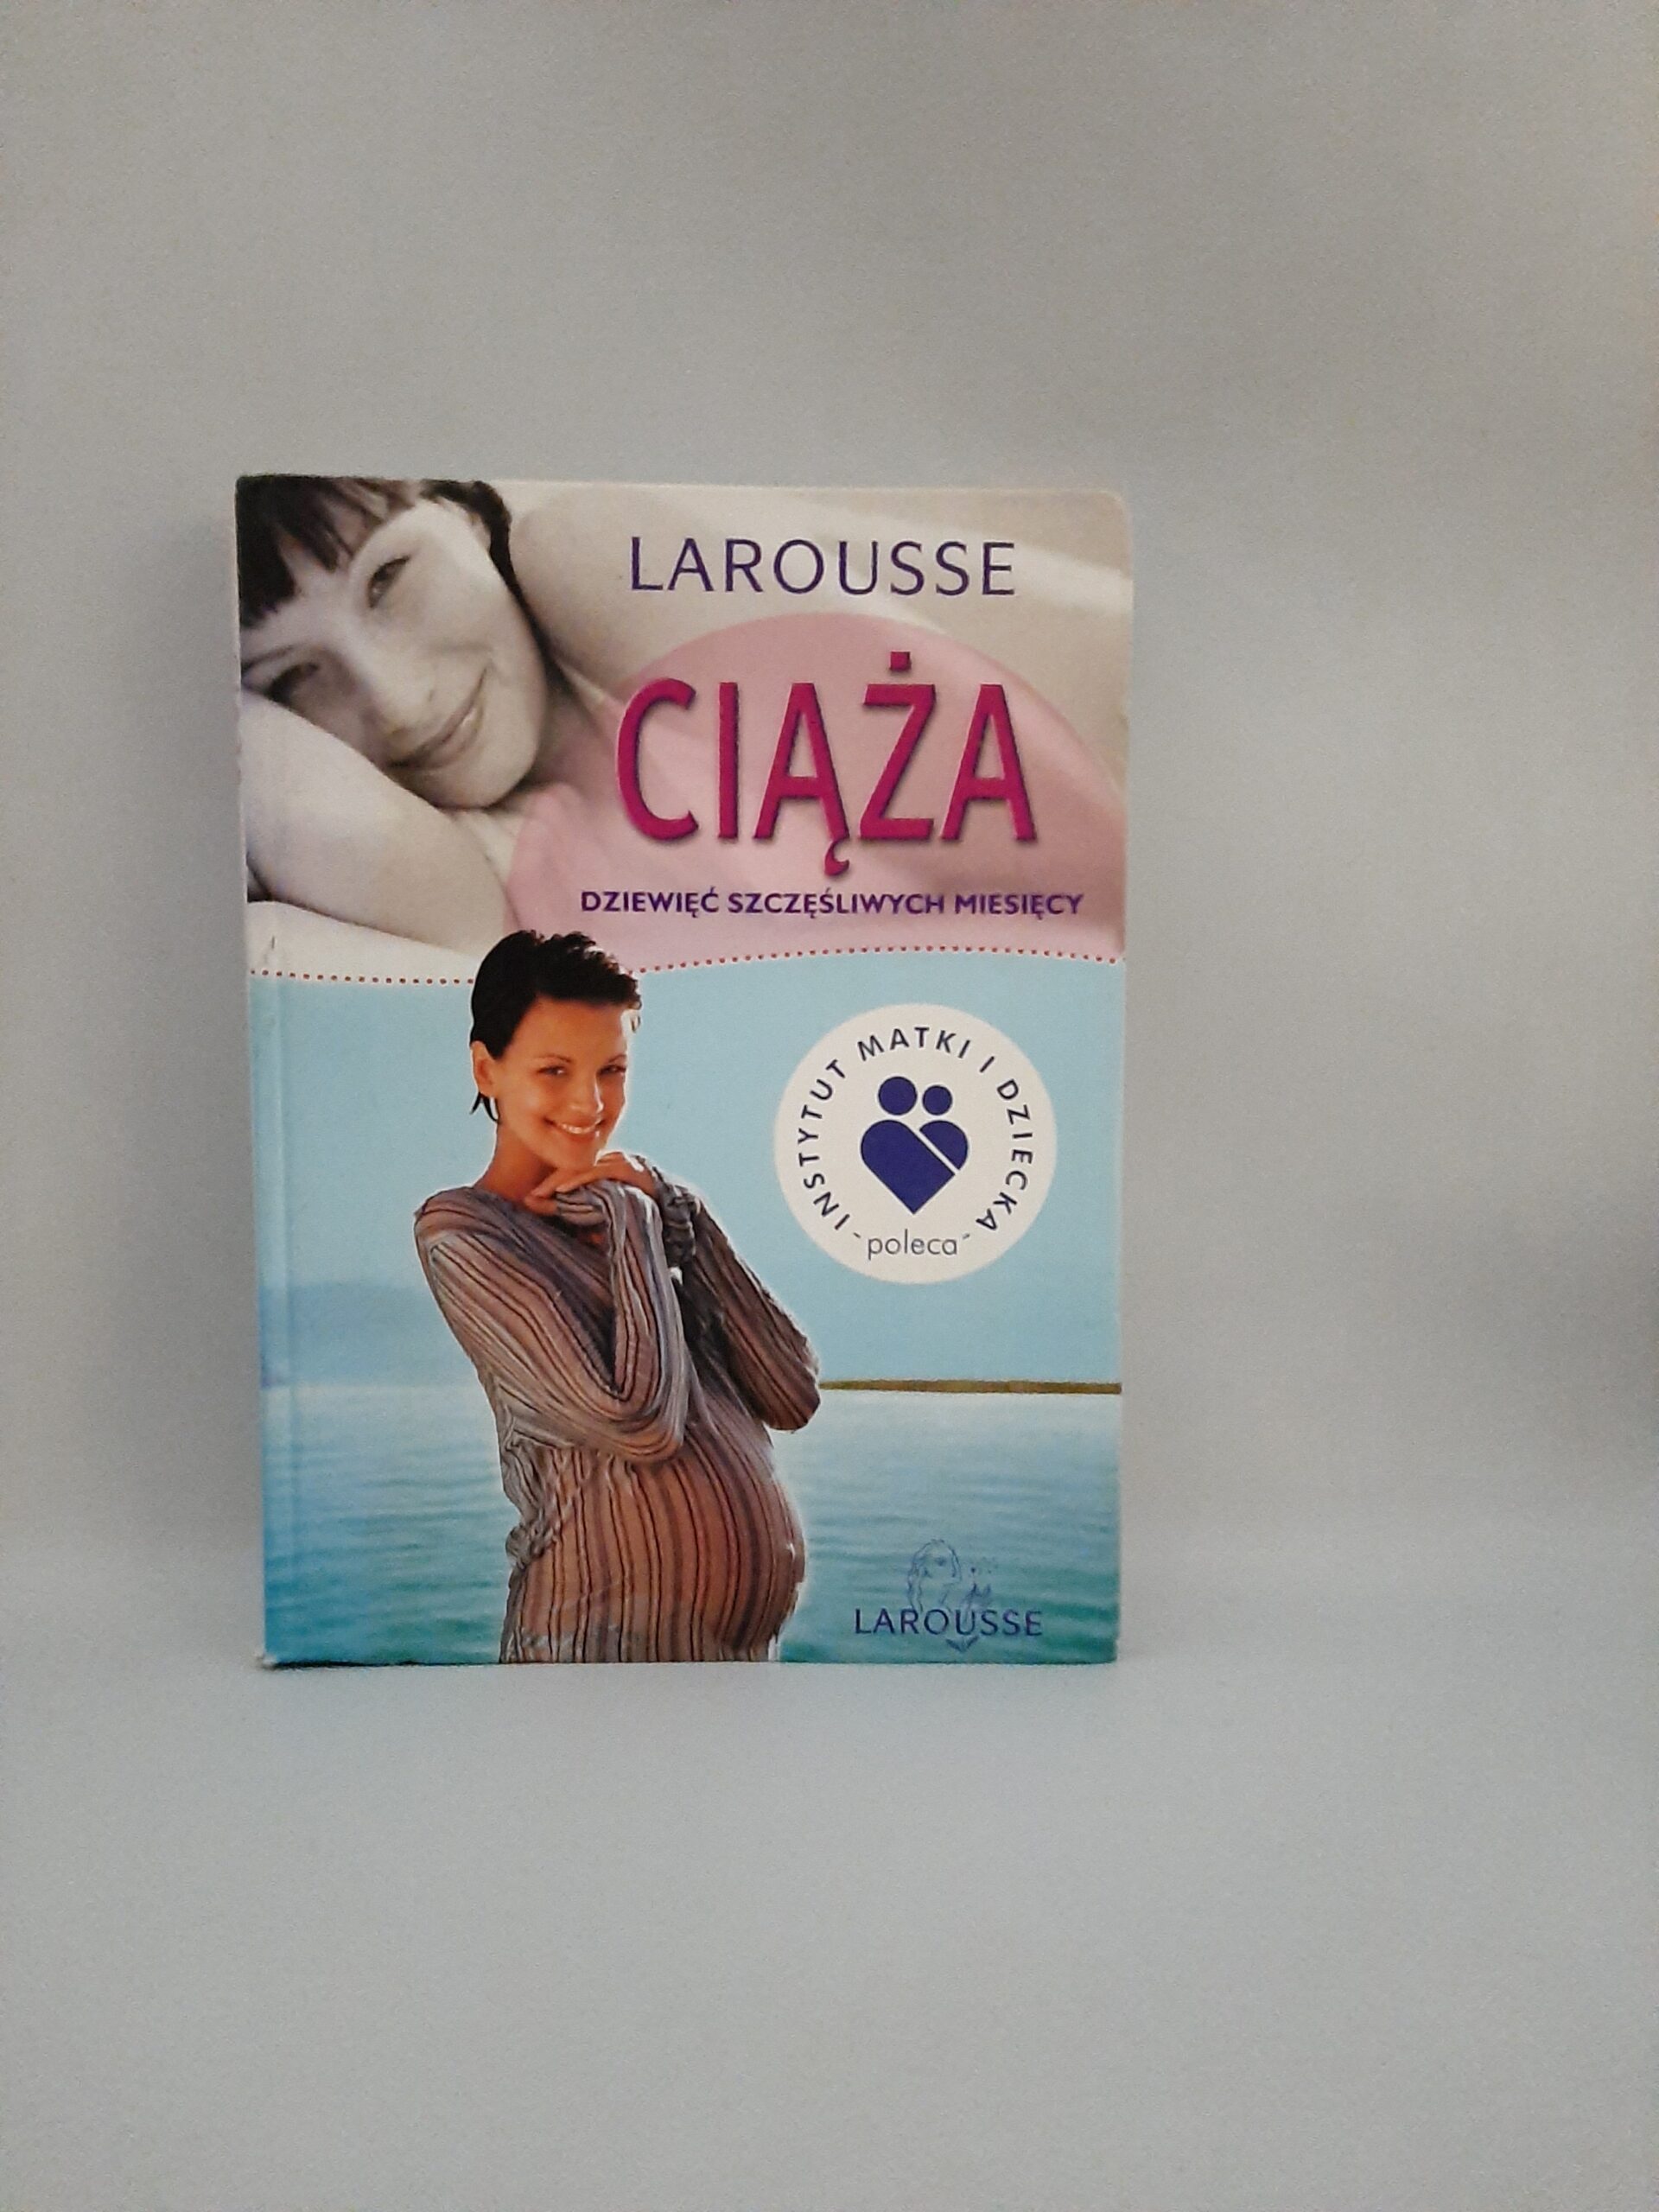 LAROUSSE
CIĄŻA
DZIEWIĘĆ SZCZĘŚLIWYCH MIESIĘCY
INSTYTUT MATKI I DZIECKA
-poleca-
LAROUSSE